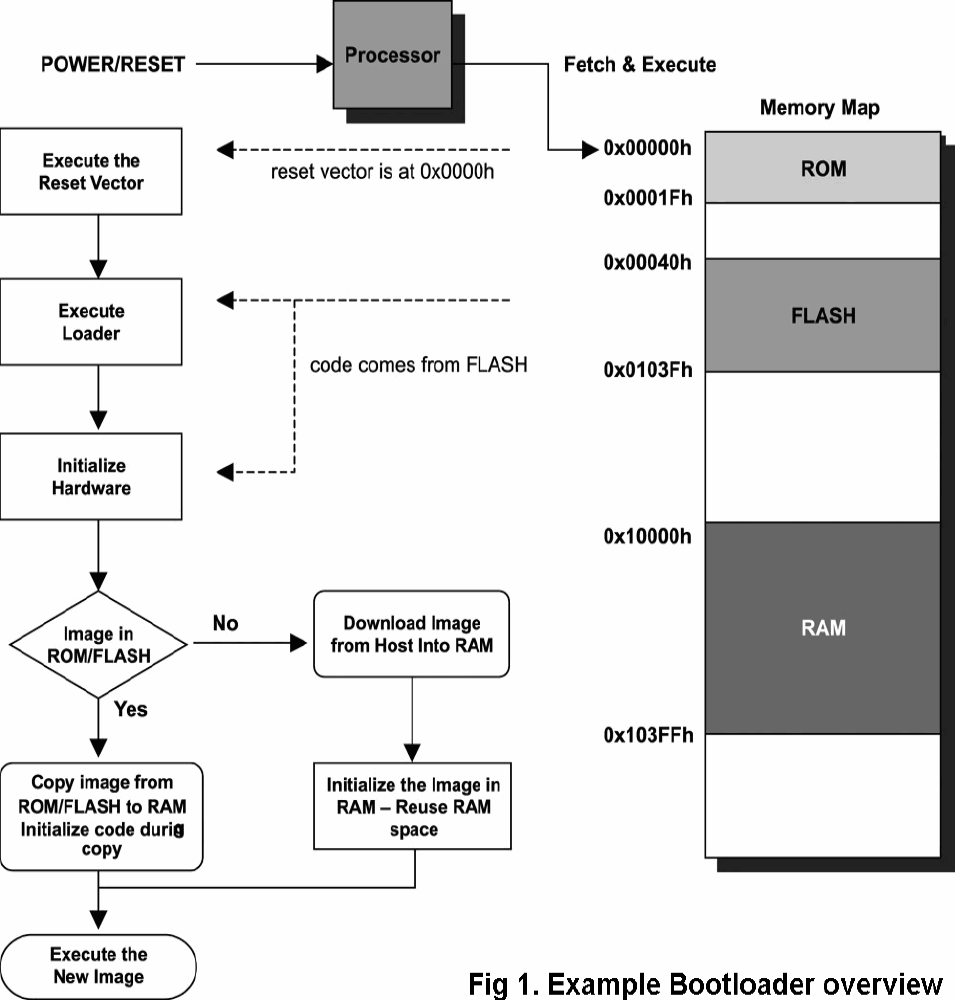 POWER/RESET
Processor
Fetch & Execute
Memory Map
Execute the
Reset Vector
reset vector is at 0x0000h
0x00000h
ROM
0x0001Fh
0x00040h
Execute
Loader
FLASH
code comes from FLASH
0x0103Fh
Initialize
Hardware
0x10000h
Image in
ROM/FLASH
No
Download Image
from Host Into RAM
RAM
Yes
0x103FFh
Copy image from
ROM/FLASH to RAM
Initialize code durig
copy
Initialize the Image in
RAM – Reuse RAM
space
Execute the
New Image
Fig 1. Example Bootloader overview